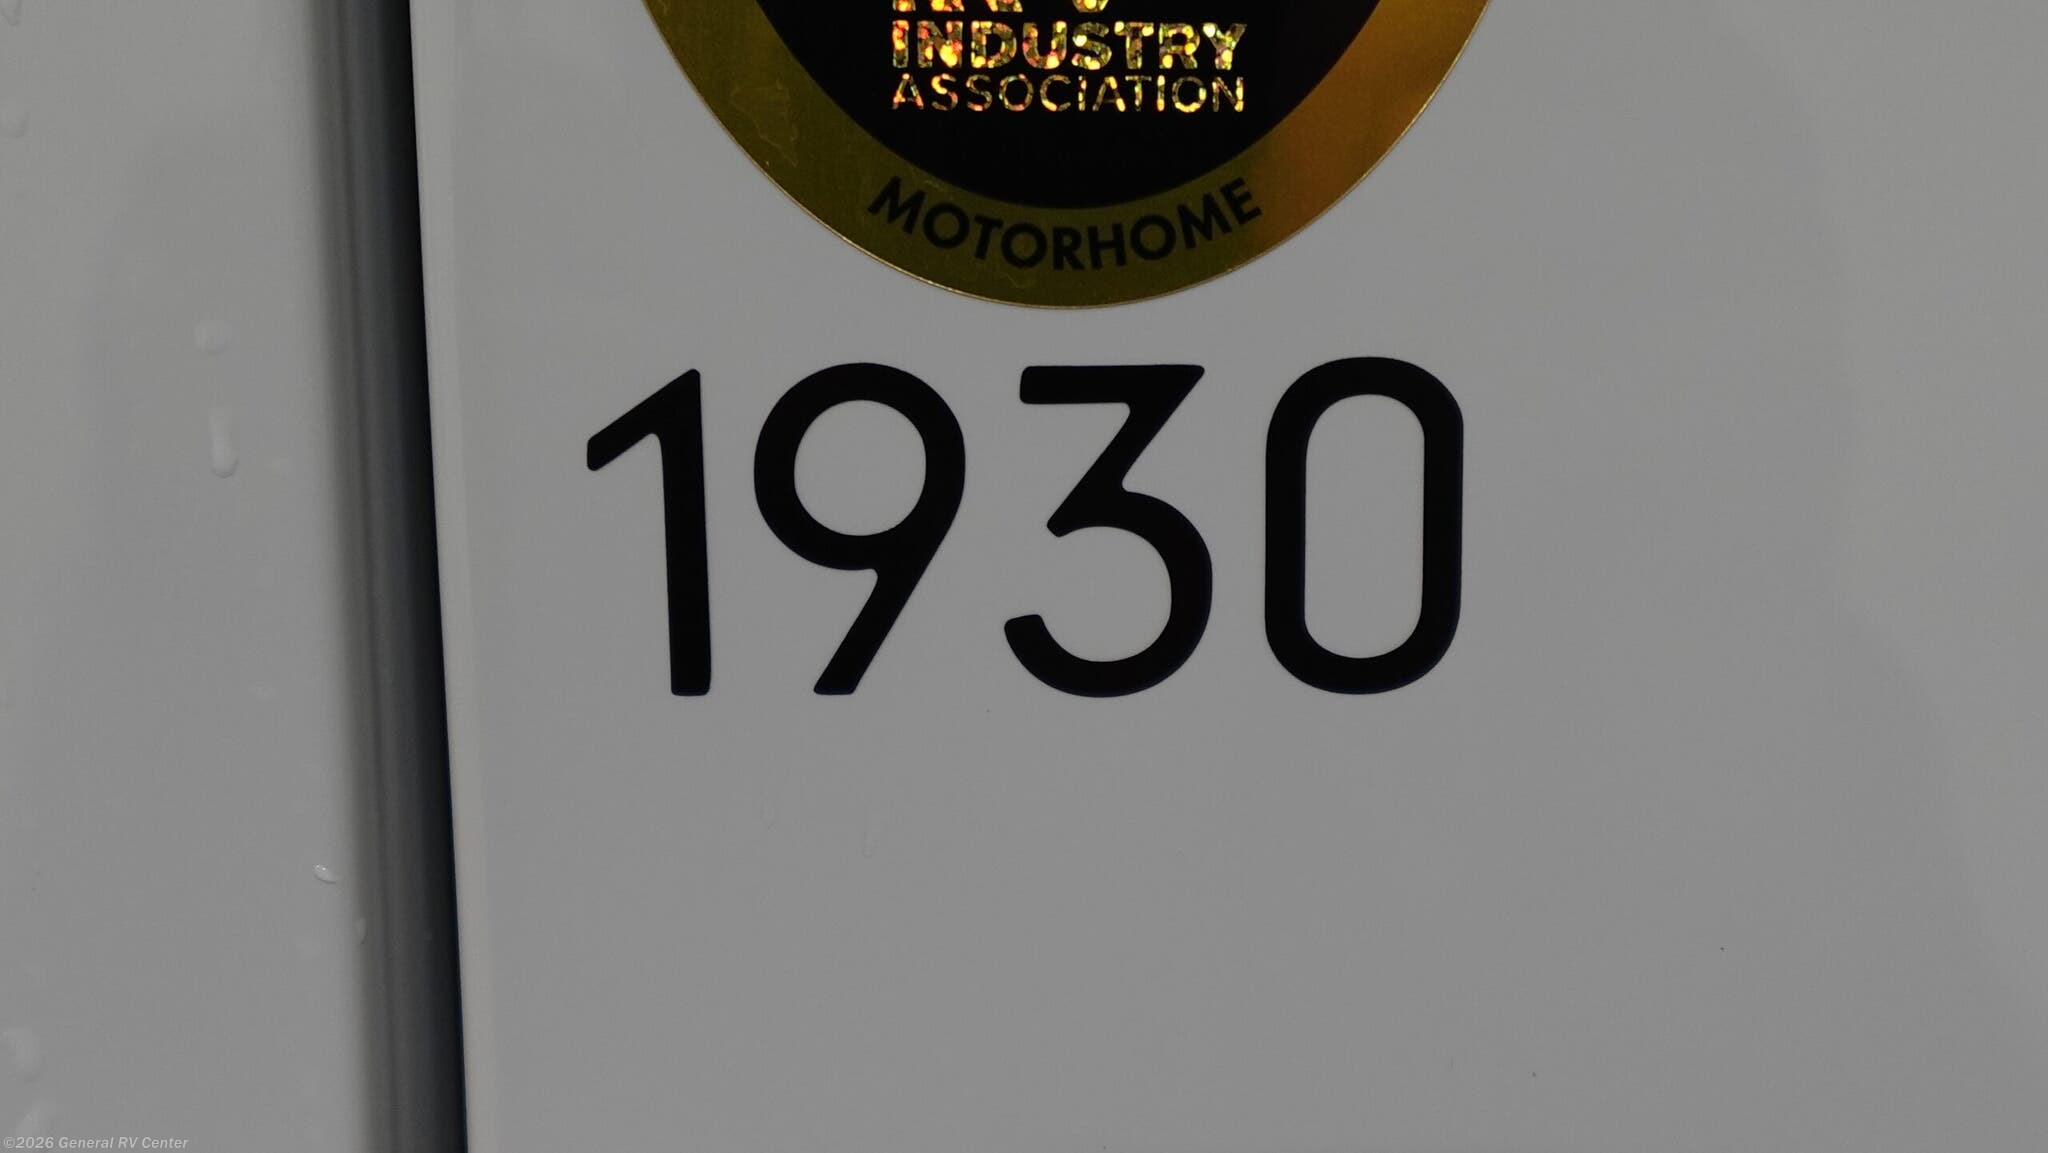 INDUSTRY
ASSOCIATION
MOTORHOME
1930
©2026 General RV Center